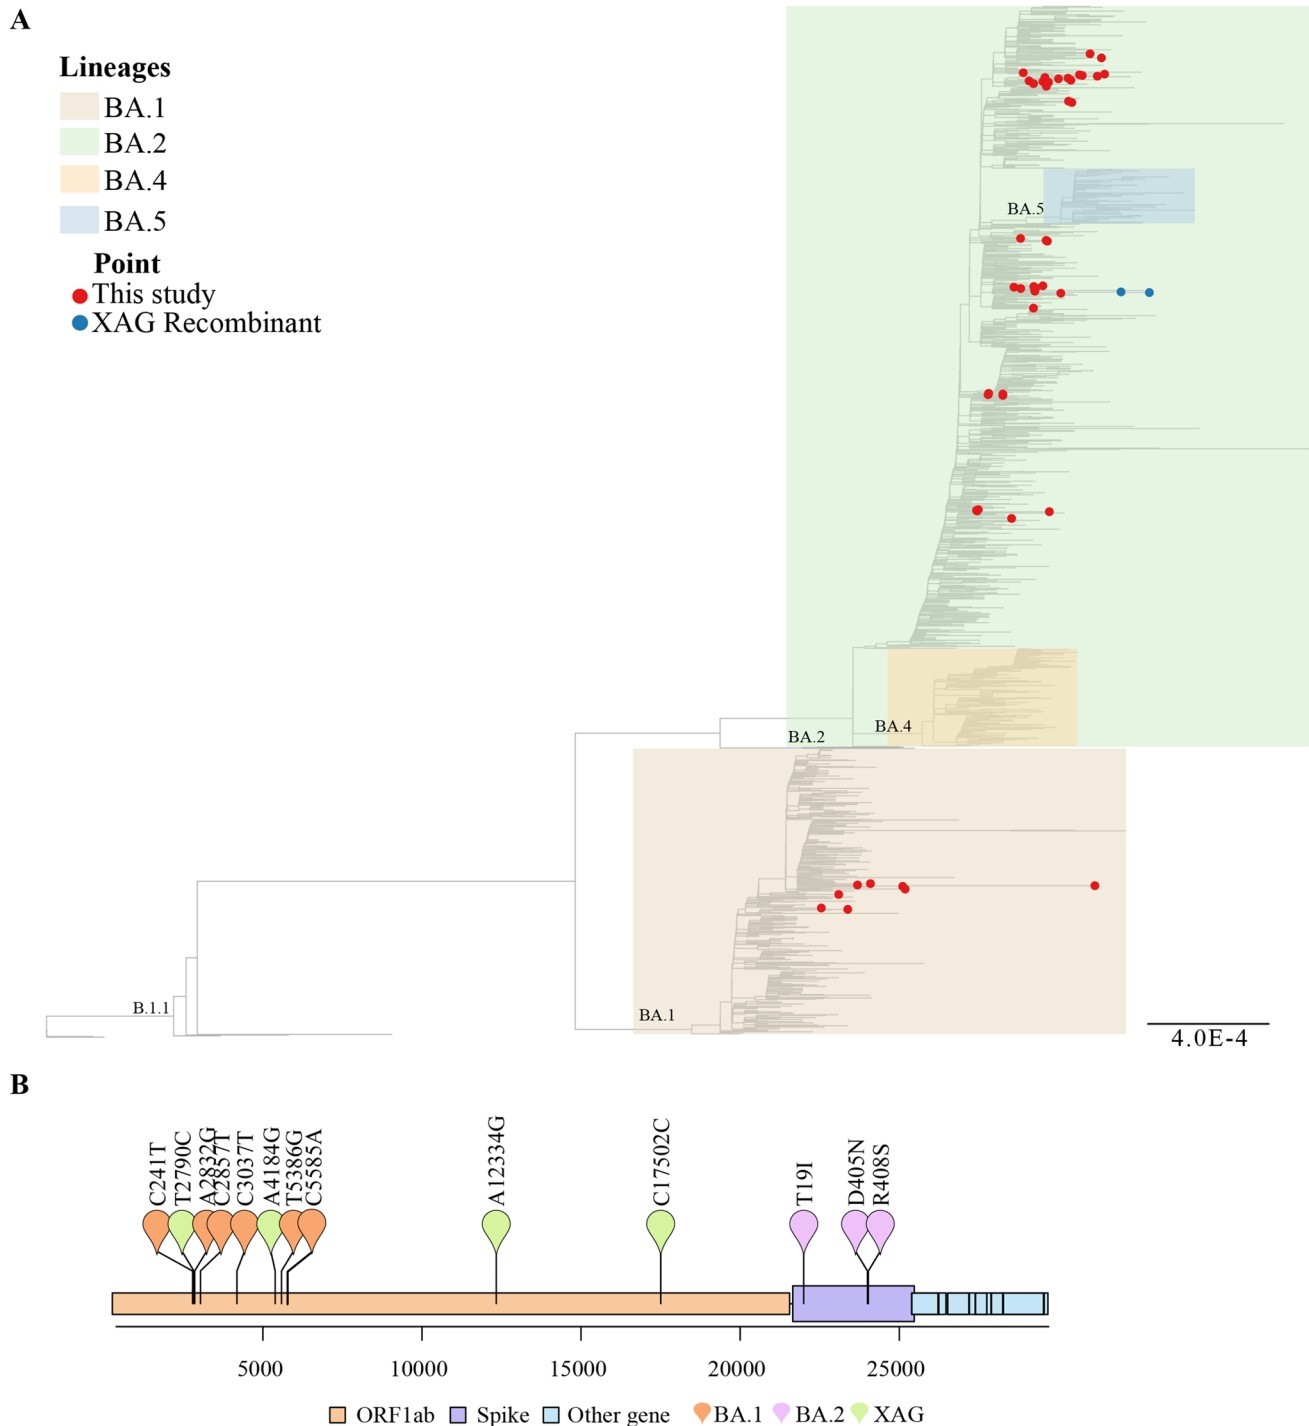 A
Lineages
BA.1
BA.2
BA.4
BA.5
Point
This study
XAG Recombinant
BA.5
BA.4
BA.2
B.1.1
BA.1
4.0E-4
B
C241T
T2790C
A2832G
C2857T
C3037T
A4184G
T5386G
C5585A
A12334G
C17502C
T19I
D405N
R408S
5000 10000 15000 20000 25000
ORF1ab Spike Other gene BA.1 BA.2 XAG